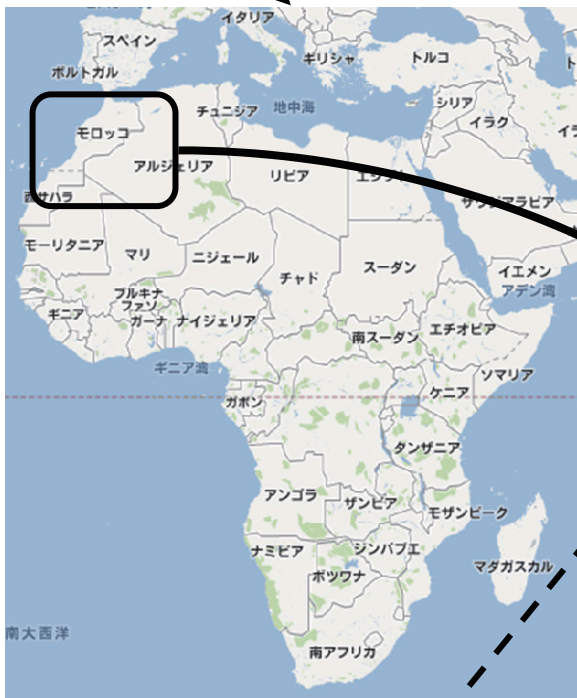 イタリア
スペイン
ギリシャ
トルコ
ポルトガル
シリア
チュニジア
地中海
モロッコ
イラク
アルジェリア
リビア
西サハラ
サウジアラビア
モーリタニア
マリ
ニジェール
チャド
スーダン
イエメン
アデン湾
ブルキナ
ファソ
ギニア
ガーナ
ナイジェリア
南スーダン
エチオピア
ギニア湾
ソマリア
ガボン
ケニア
タンザニア
アンゴラ
ザンビア
モザンビーク
ナミビア
ジンバブエ
ボツワナ
マダガスカル
南大西洋
南アフリカ